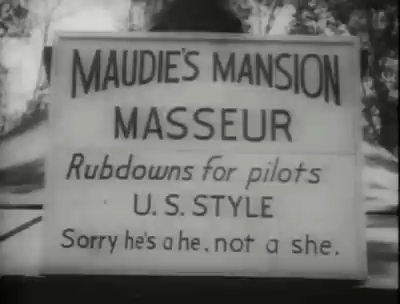 MAUDIE'S MANSION
MASSEUR
Rubdowns for pilots
U.S. STYLE
Sorry he's a he. not a she.